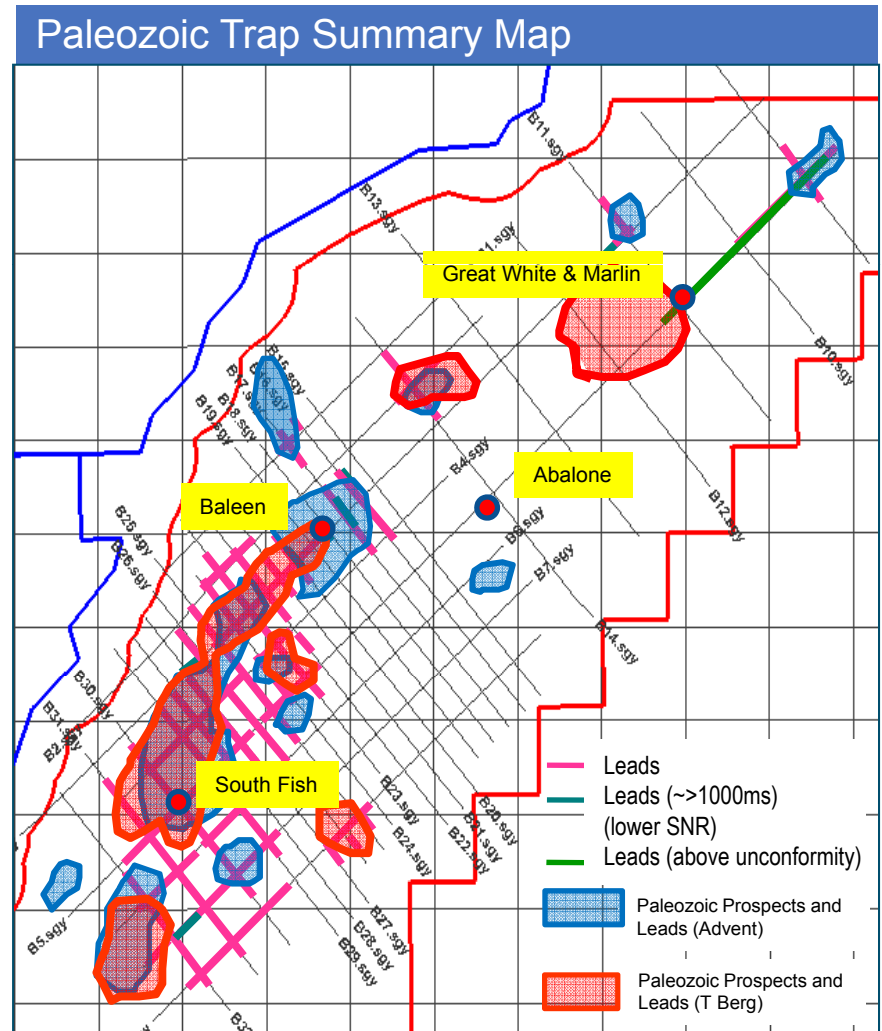 Paleozoic Trap Summary Map
B11.sgy
B13.sgy
Great White & Marlin
B10.sgy
B15.sgy
B17.sgy
B18.sgy
B19.sgy
B4.sgy
Abalone
Baleen
B12.sgy
B6.sgy
B7.sgy
B25.sgy
B26.sgy
B14.sgy
B30.sgy
B31.sgy
South Fish
B23.sgy
B24.sgy
B20.sgy
B21.sgy
B22.sgy
B5.sgy
B27.sgy
B28.sgy
B29.sgy
Leads
Leads (~>1000ms)
(lower SNR)
Leads (above unconformity)
Paleozoic Prospects and
Leads (Advent)
Paleozoic Prospects and
Leads (T Berg)